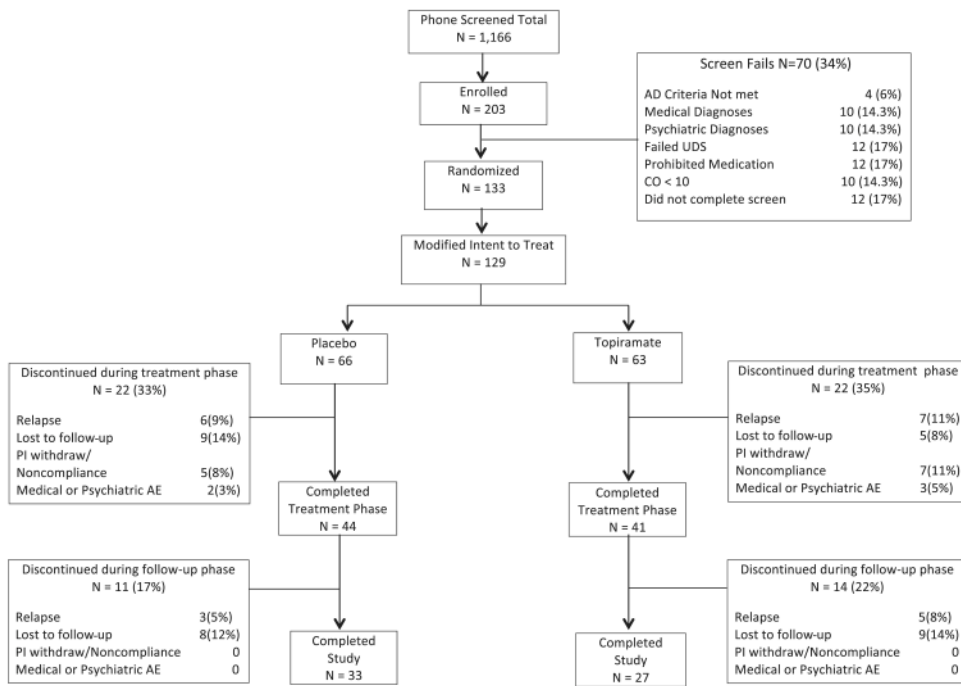 Phone Screened Total
N = 1,166
Screen Fails N=70 (34%)
AD Criteria Not met 4 (6%)
Medical Diagnoses 10 (14.3%)
Psychiatric Diagnoses 10 (14.3%)
Failed UDS 12 (17%)
Prohibited Medication 12 (17%)
CO < 10 10 (14.3%)
Did not complete screen 12 (17%)
Enrolled
N = 203
Randomized
N = 133
Modified Intent to Treat
N = 129
Placebo
N = 66
Topiramate
N = 63
Discontinued during treatment phase
N = 22 (33%)
Relapse 6(9%)
Lost to follow-up 9(14%)
PI withdraw/
Noncompliance 5(8%)
Medical or Psychiatric AE 2(3%)
Discontinued during treatment phase
N = 22 (35%)
Relapse 7(11%)
Lost to follow-up 5(8%)
PI withdraw/
Noncompliance 7(11%)
Medical or Psychiatric AE 3(5%)
Completed
Treatment Phase
N = 44
Completed
Treatment Phase
N = 41
Discontinued during follow-up phase
N = 11 (17%)
Relapse 3(5%)
Lost to follow-up 8(12%)
PI withdraw/Noncompliance 0
Medical or Psychiatric AE 0
Discontinued during follow-up phase
N = 14 (22%)
Relapse 5(8%)
Lost to follow-up 9(14%)
PI withdraw/Noncompliance 0
Medical or Psychiatric AE 0
Completed
Study
N = 33
Completed
Study
N = 27